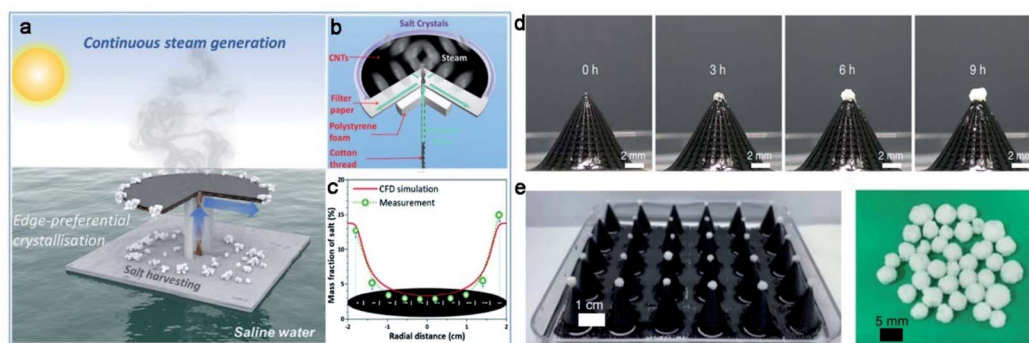 a
Continuous steam generation
Edge-preferential
crystallisation
Salt harvesting
Saline water
b
Salt Crystals
CNTs
Steam
Filter
paper
Polystyrene
foam
Cotton
thread
c
CFD simulation
Measurement
Mass fraction of salt (%)
20
15
10
5
0
-2
-1
0
1
2
Radial distance (cm)
d
0 h
3 h
6 h
9 h
2 mm
2 mm
2 mm
2 mm
e
1 cm
5 mm